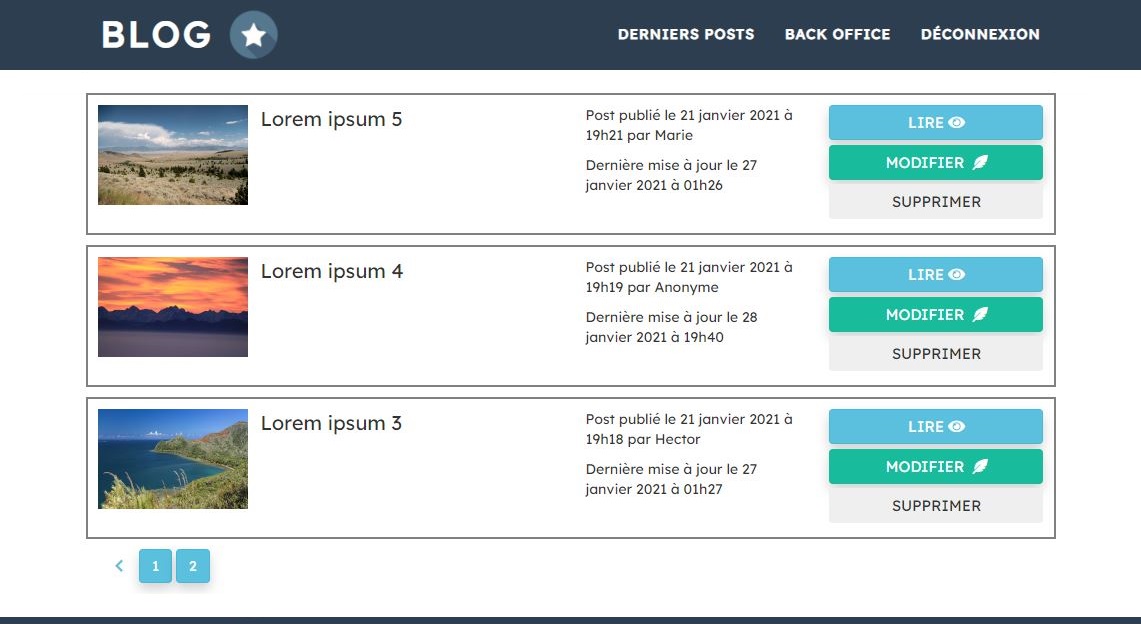 BLOG
DERNIERS POSTS BACK OFFICE DÉCONNEXION
Lorem ipsum 5
Post publié le 21 janvier 2021 à
19h21 par Marie
Dernière mise à jour le 27
janvier 2021 à 01h26
LIRE
MODIFIER
SUPPRIMER
Lorem ipsum 4
Post publié le 21 janvier 2021 à
19h19 par Anonyme
Dernière mise à jour le 28
janvier 2021 à 19h40
LIRE
MODIFIER
SUPPRIMER
Lorem ipsum 3
Post publié le 21 janvier 2021 à
19h18 par Hector
Dernière mise à jour le 27
janvier 2021 à 01h27
LIRE
MODIFIER
SUPPRIMER
1 2